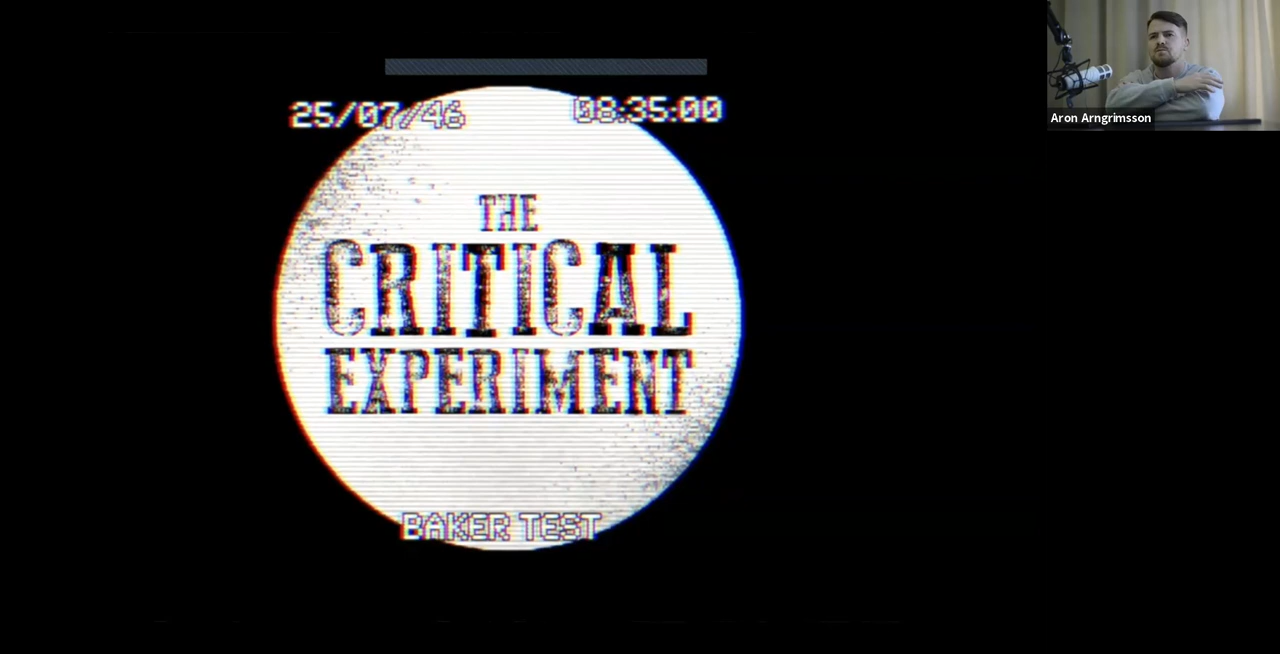 25/07/46 08:35:00
THE
CRITICAL
EXPERIMENT
BAKER TEST
Aron Arngrimsson